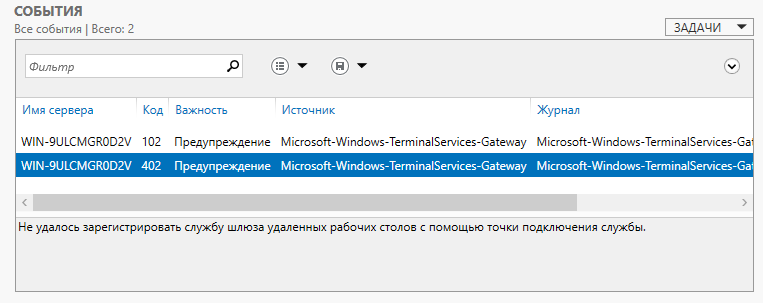 СОБЫТИЯ
Все события | Всего: 2
ЗАДАЧИ
Фильтр
Имя сервера Код Важность Источник Журнал
WIN-9ULCMGR0D2V 102 Предупреждение Microsoft-Windows-TerminalServices-Gateway Microsoft-Windows-TerminalServices-Gat
WIN-9ULCMGR0D2V 402 Предупреждение Microsoft-Windows-TerminalServices-Gateway Microsoft-Windows-TerminalServices-Gat
Не удалось зарегистрировать службу шлюза удаленных рабочих столов с помощью точки подключения службы.